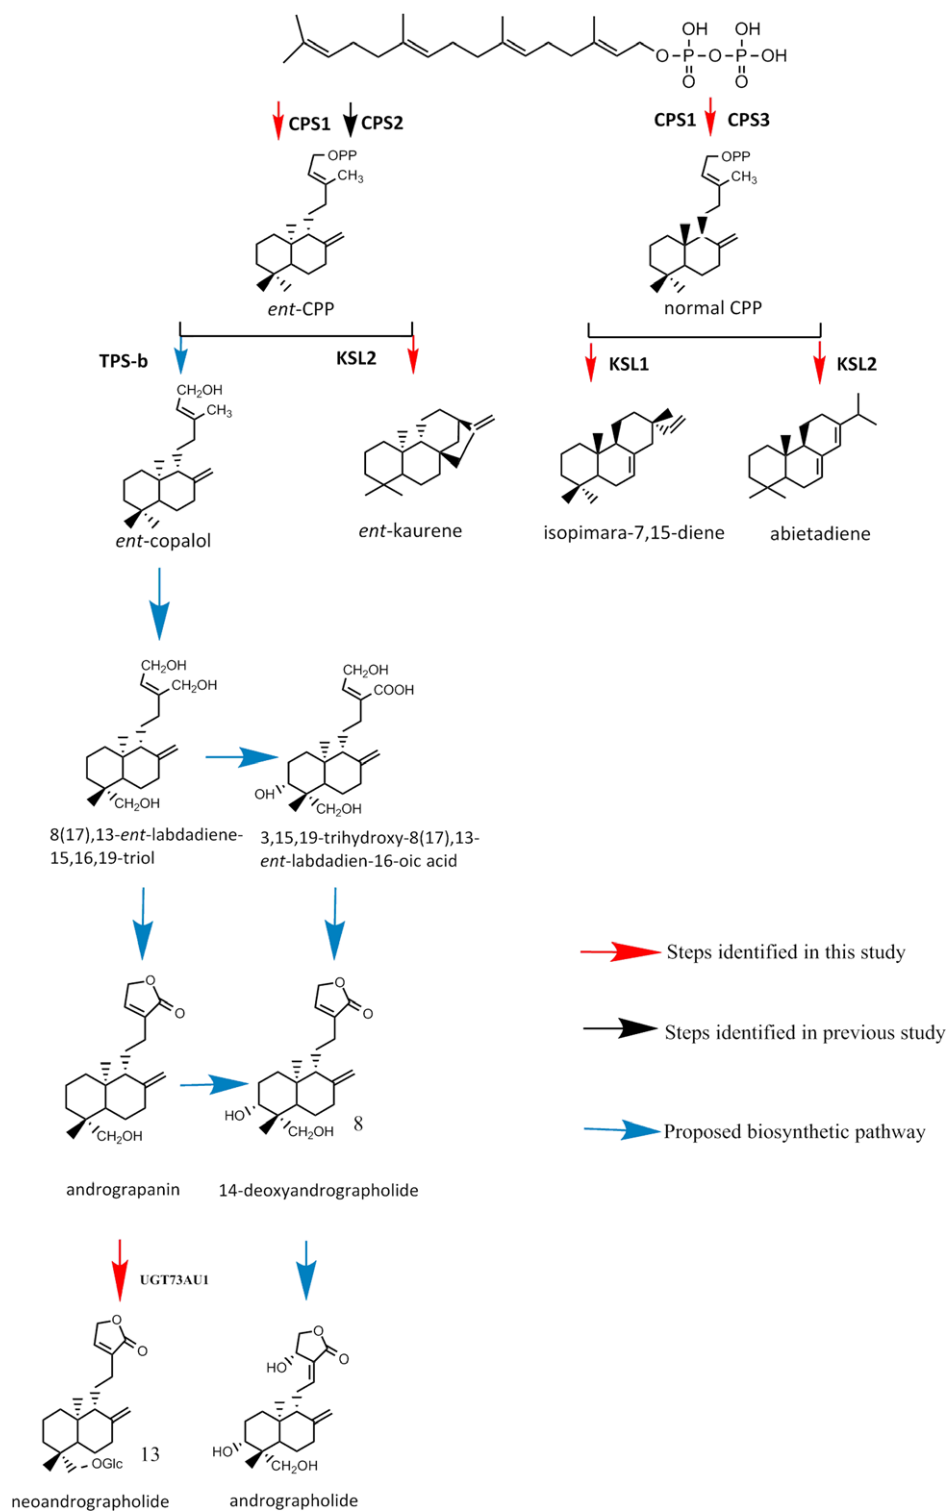 OH OH
O P O P OH
O O
CPS1 CPS2 CPS1 CPS3
OPP OPP
CH3 CH3
ent-CPP normal CPP
TPS-b KSL2 KSL1 KSL2
CH2OH
CH3
ent-copalol ent-kaurene isopimara-7,15-diene abietadiene
CH2OH CH2OH
CH2OH COOH
OH
CH2OH CH2OH
8(17),13-ent-labdadiene-
15,16,19-triol
3,15,19-trihydroxy-8(17),13-
ent-labdadien-16-oic acid
Steps identified in this study
O O
O O
Steps identified in previous study
HO
CH2OH CH2OH 8
Proposed biosynthetic pathway
andrograpanin 14-deoxyandrographolide
UGT73AU1
O O
O O
HO
HO
OGlc 13 CH2OH
neoandrographolide andrographolide